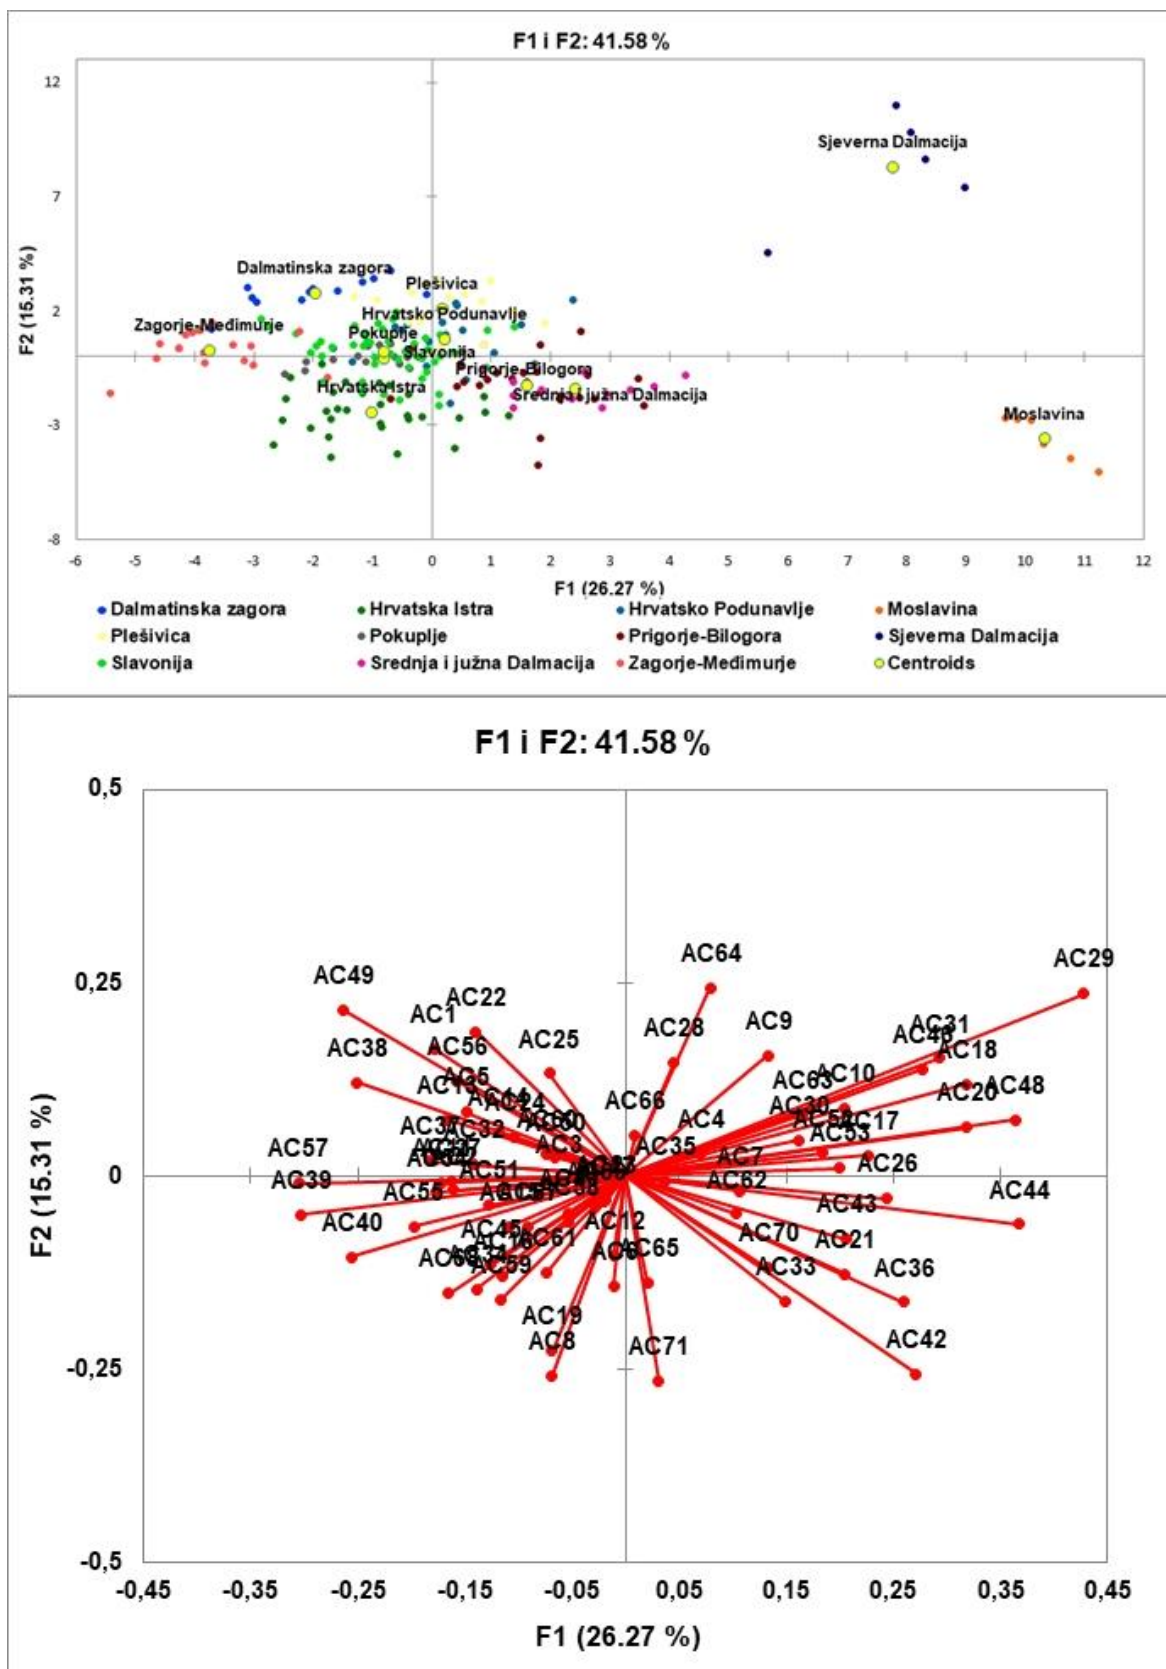 F1 i F2: 41.58 %
F2 (15.31 %)
12
7
2
-3
-8
Sjeverna Dalmacija
Dalmatinska zagora
Plešivica
Hrvatsko Podunavlje
Zagorje-Međimurje
Pokuplje
Slavonija
Prigorje-Bilogora
Hrvatska Istra
Srednja i južna Dalmacija
Moslavina
-6 -5 -4 -3 -2 -1 0 1 2 3 4 5 6 7 8 9 10 11 12
F1 (26.27 %)
Dalmatinska zagora Hrvatska Istra Hrvatsko Podunavlje Moslavina
Plešivica Pokuplje Prigorje-Bilogora Sjeverna Dalmacija
Slavonija Srednja i južna Dalmacija Zagorje-Međimurje Centroids
F1 i F2: 41.58 %
F2 (15.31 %)
0,5
0,25
0
-0,25
-0,5
AC64
AC29
AC49
AC22
AC1
AC28
AC9
AC31
AC25
AC56
AC18
AC38
AC5
AC63
AC10
AC48
AC20
AC66
AC30
AC4
AC17
AC32
AC3
AC35
AC53
AC57
AC7
AC26
AC39
AC51
AC62
AC44
AC55
AC43
AC40
AC12
AC45
AC61
AC70
AC21
AC6
AC65
AC59
AC33
AC36
AC19
AC8
AC71
AC42
-0,45 -0,35 -0,25 -0,15 -0,05 0,05 0,15 0,25 0,35 0,45
F1 (26.27 %)